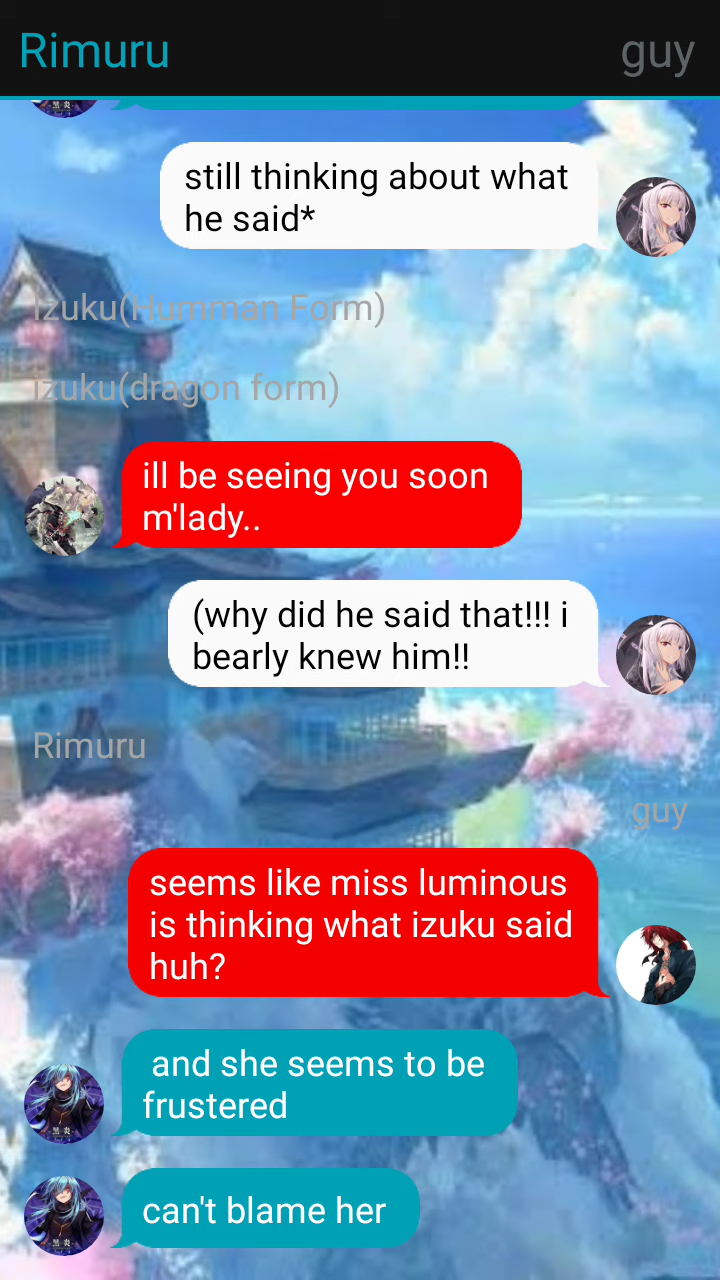 Rimuru
guy
still thinking about what
he said*
Izuku(Humman Form)
izuku(dragon form)
ill be seeing you soon
m'lady..
(why did he said that!!! i
bearly knew him!!
Rimuru
guy
seems like miss luminous
is thinking what izuku said
huh?
and she seems to be
frustered
can't blame her